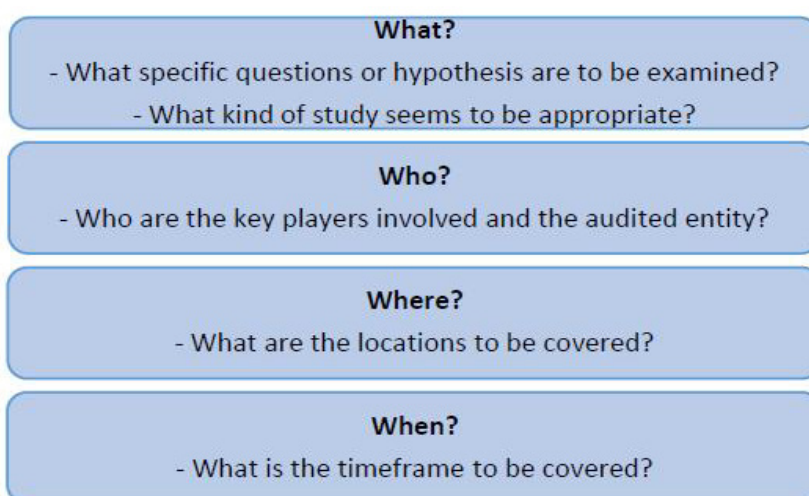 What?
- What specific questions or hypothesis are to be examined?
- What kind of study seems to be appropriate?
Who?
- Who are the key players involved and the audited entity?
Where?
- What are the locations to be covered?
When?
- What is the timeframe to be covered?